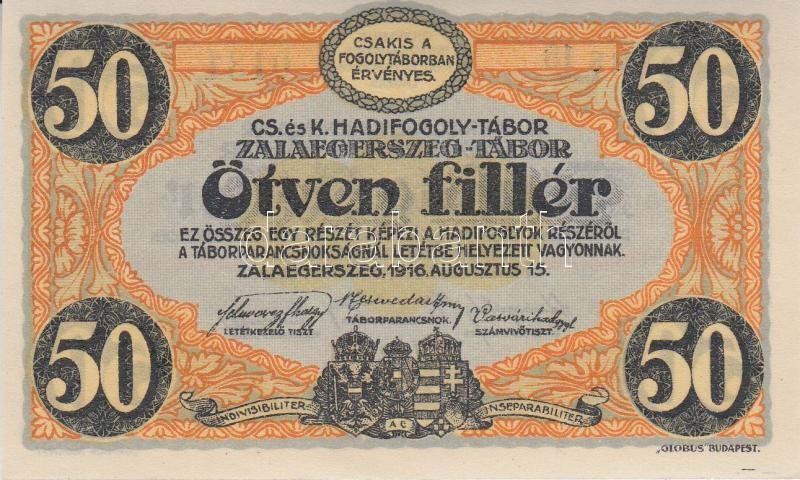 50
CSAKIS A
FOGOLYTÁBORBAN
ÉRVÉNYES.
50
CS. és K. HADIFOGOLY-TÁBOR
ZALAEGERSZEG-TÁBOR
Ötven fillér
EZ ÖSSZEG EGY RÉSZÉT KÉPEZI A HADIFOGLYOK RÉSZÉRŐL
A TÁBORPARANCSNOKSÁGNÁL LETÉTBE HELYEZETT VAGYONNAK.
ZALAEGERSZEG, 1916. AUGUSZTUS 15.
LETÉTKEZELŐ TISZT
TÁBORPARANCSNOK.
SZÁMVIVŐTISZT.
50
50
INDIVISIBILITER
AC
INSEPARABILITER
„GLOBUS" BUDAPEST.